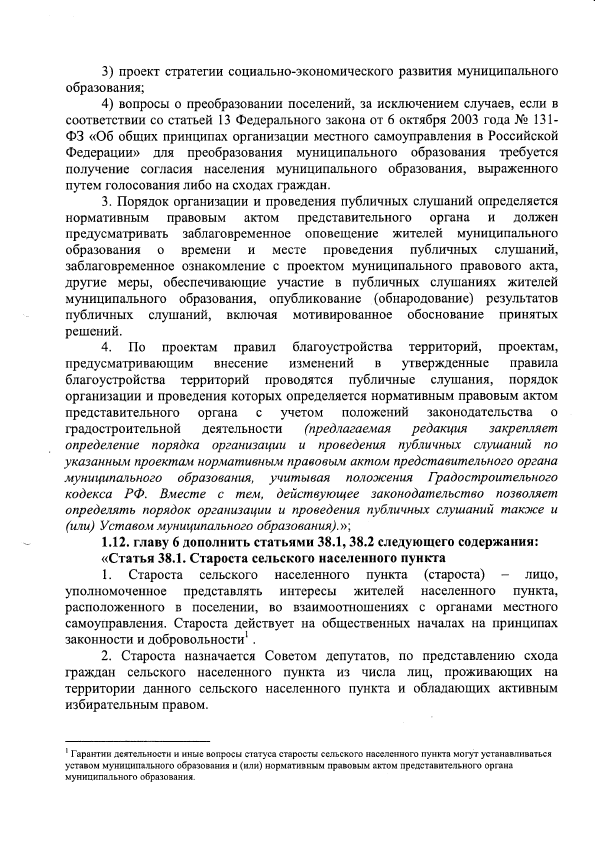 3) проект стратегии социально-экономического развития муниципального
образования;
4) вопросы о преобразовании поселений, за исключением случаев, если в
соответствии со статьей 13 Федерального закона от 6 октября 2003 года № 131-
ФЗ «Об общих принципах организации местного самоуправления в Российской
Федерации» для преобразования муниципального образования требуется
получение согласия населения муниципального образования, выраженного
путем голосования либо на сходах граждан.
3. Порядок организации и проведения публичных слушаний определяется
нормативным правовым актом представительного органа и должен
предусматривать заблаговременное оповещение жителей муниципального
образования о времени и месте проведения публичных слушаний,
заблаговременное ознакомление с проектом муниципального правового акта,
другие меры, обеспечивающие участие в публичных слушаниях жителей
муниципального образования, опубликование (обнародование) результатов
публичных слушаний, включая мотивированное обоснование принятых
решений.
4. По проектам правил благоустройства территорий, проектам,
предусматривающим внесение изменений в утвержденные правила
благоустройства территорий проводятся публичные слушания, порядок
организации и проведения которых определяется нормативным правовым актом
представительного органа с учетом положений законодательства о
градостроительной деятельности (предлагаемая редакция закрепляет
определение порядка организации и проведения публичных слушаний по
указанным проектам нормативным правовым актом представительного органа
муниципального образования, учитывая положения Градостроительного
кодекса РФ. Вместе с тем, действующее законодательство позволяет
определять порядок организации и проведения публичных слушаний также и
(или) Уставом муниципального образования).»;
1.12. главу 6 дополнить статьями 38.1, 38.2 следующего содержания:
«Статья 38.1. Староста сельского населенного пункта
1. Староста сельского населенного пункта (староста) – лицо,
уполномоченное представлять интересы жителей населенного пункта,
расположенного в поселении, во взаимоотношениях с органами местного
самоуправления. Староста действует на общественных началах на принципах
законности и добровольности¹ .
2. Староста назначается Советом депутатов, по представлению схода
граждан сельского населенного пункта из числа лиц, проживающих на
территории данного сельского населенного пункта и обладающих активным
избирательным правом.
¹ Гарантии деятельности и иные вопросы статуса старосты сельского населенного пункта могут устанавливаться
уставом муниципального образования и (или) нормативным правовым актом представительного органа
муниципального образования.